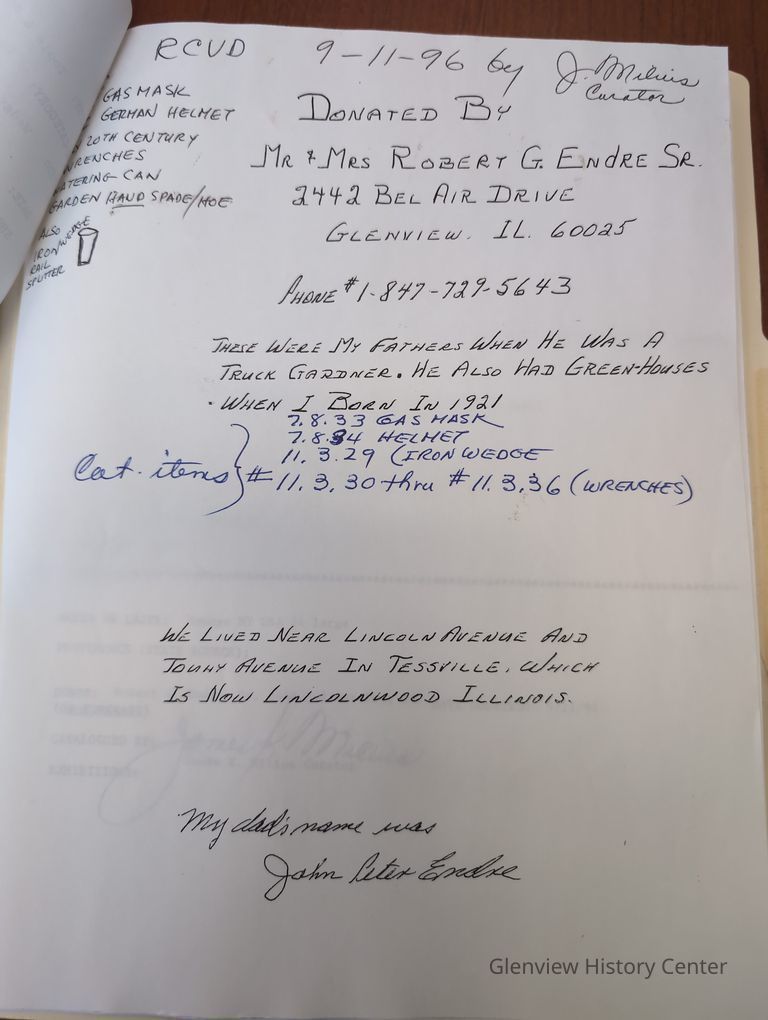 RCVD 9-11-96 by J. Milius
Curator
GAS MASK
GERMAN HELMET
20TH CENTURY
WRENCHES
WATERING CAN
GARDEN HAND SPADE/HOE
ALSO
IRON/WEDGE
RAIL
SPLITTER
DONATED BY
MR & MRS ROBERT G. ENDRE SR.
2442 BEL AIR DRIVE
GLENVIEW. IL. 60025
PHONE # 1-847-729-5643
THESE WERE MY FATHERS WHEN HE WAS A
TRUCK GARDNER. HE ALSO HAD GREEN-HOUSES
WHEN I BORN IN 1921
7.8.33 GAS MASK
7.8.34 HELMET
11.3.29 (IRON WEDGE
Cat. items } # 11.3.30 thru # 11.3.36 (WRENCHES)
WE LIVED NEAR LINCOLN AVENUE AND
TOUHY AVENUE IN TESSVILLE, WHICH
IS NOW LINCOLNWOOD ILLINOIS.
My dad's name was
John Peter Endre
Glenview History Center